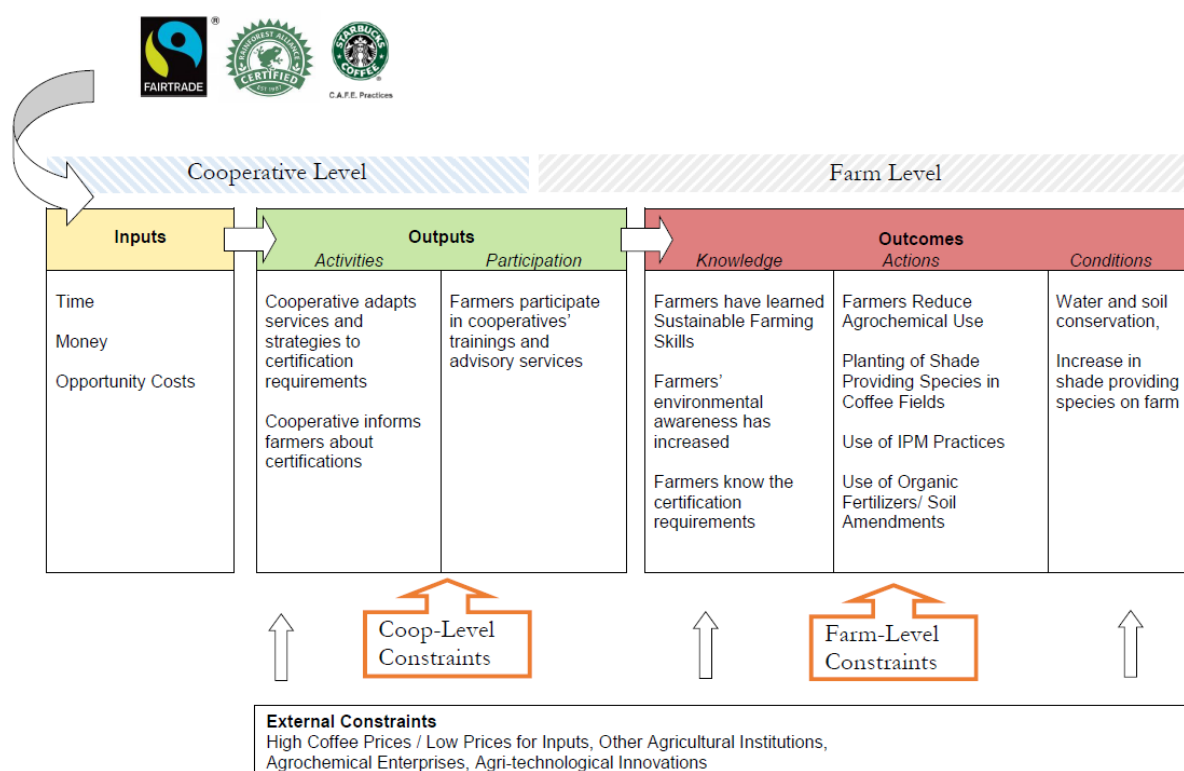 ®
FAIRTRADE
RAINFOREST ALLIANCE
CERTIFIED
EST 1987
STARBUCKS
COFFEE
®
C.A.F.E. Practices
Cooperative Level
Farm Level
Inputs
Time
Money
Opportunity Costs
Outputs
Activities
Participation
Cooperative adapts
services and
strategies to
certification
requirements
Cooperative informs
farmers about
certifications
Farmers participate
in cooperatives’
trainings and
advisory services
Outcomes
Knowledge
Actions
Conditions
Farmers have learned
Sustainable Farming
Skills
Farmers’
environmental
awareness has
increased
Farmers know the
certification
requirements
Farmers Reduce
Agrochemical Use
Planting of Shade
Providing Species in
Coffee Fields
Use of IPM Practices
Use of Organic
Fertilizers/ Soil
Amendments
Water and soil
conservation,
Increase in
shade providing
species on farm
Coop-Level
Constraints
Farm-Level
Constraints
External Constraints
High Coffee Prices / Low Prices for Inputs, Other Agricultural Institutions,
Agrochemical Enterprises, Agri-technological Innovations